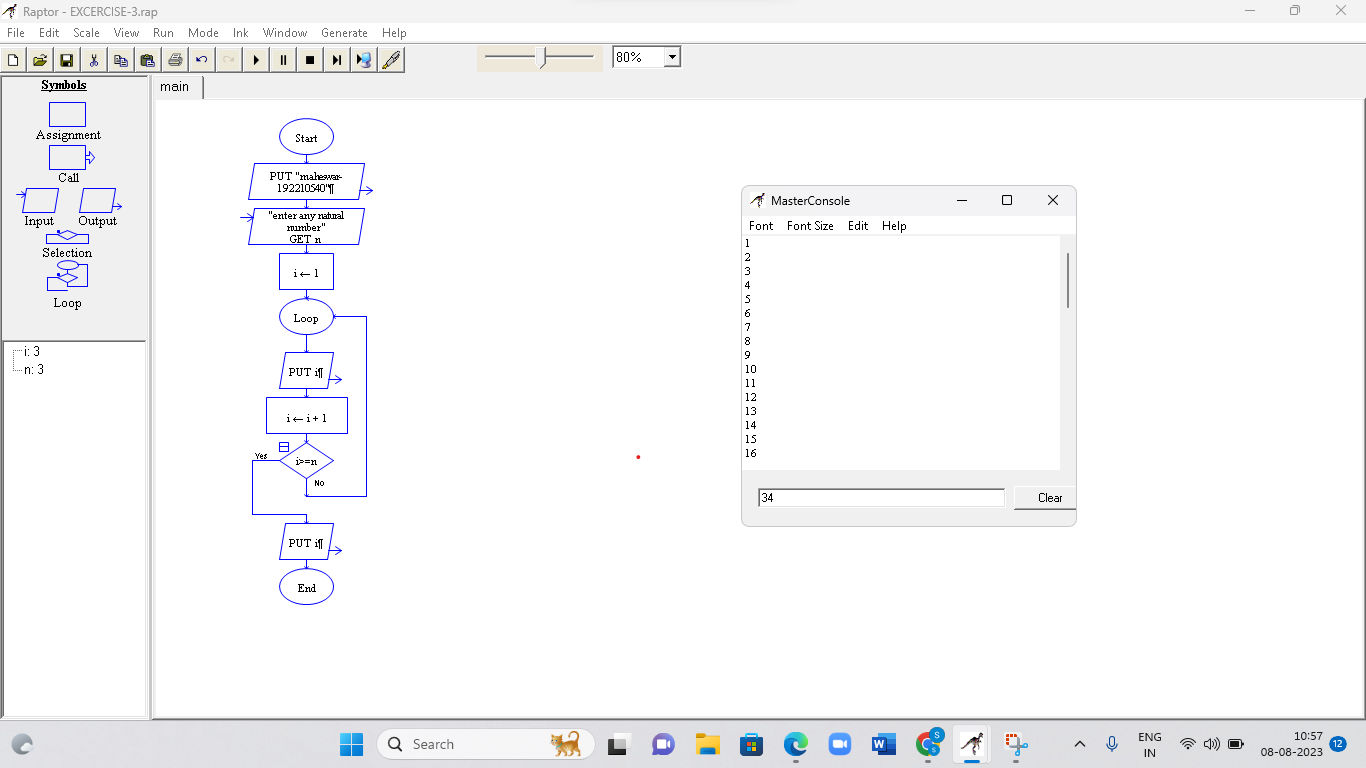 Raptor - EXCERCISE-3.rap
File Edit Scale View Run Mode Ink Window Generate Help
80%
Symbols
Assignment
Call
Input Output
Selection
Loop
i: 3
n: 3
main
Start
PUT "maheswar-
192210540"¶
"enter any natural
number"
GET n
i ← 1
Loop
PUT i¶
i ← i + 1
i>=n
Yes
No
PUT i¶
End
MasterConsole
Font Font Size Edit Help
1
2
3
4
5
6
7
8
9
10
11
12
13
14
15
16
34
Clear
Search
S
S
W
ENG
IN
10:57
08-08-2023
12